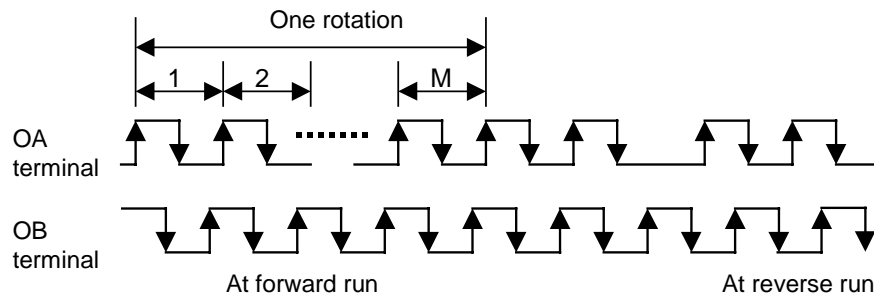 One rotation
1 2 M
OA
terminal
OB
terminal
At forward run At reverse run